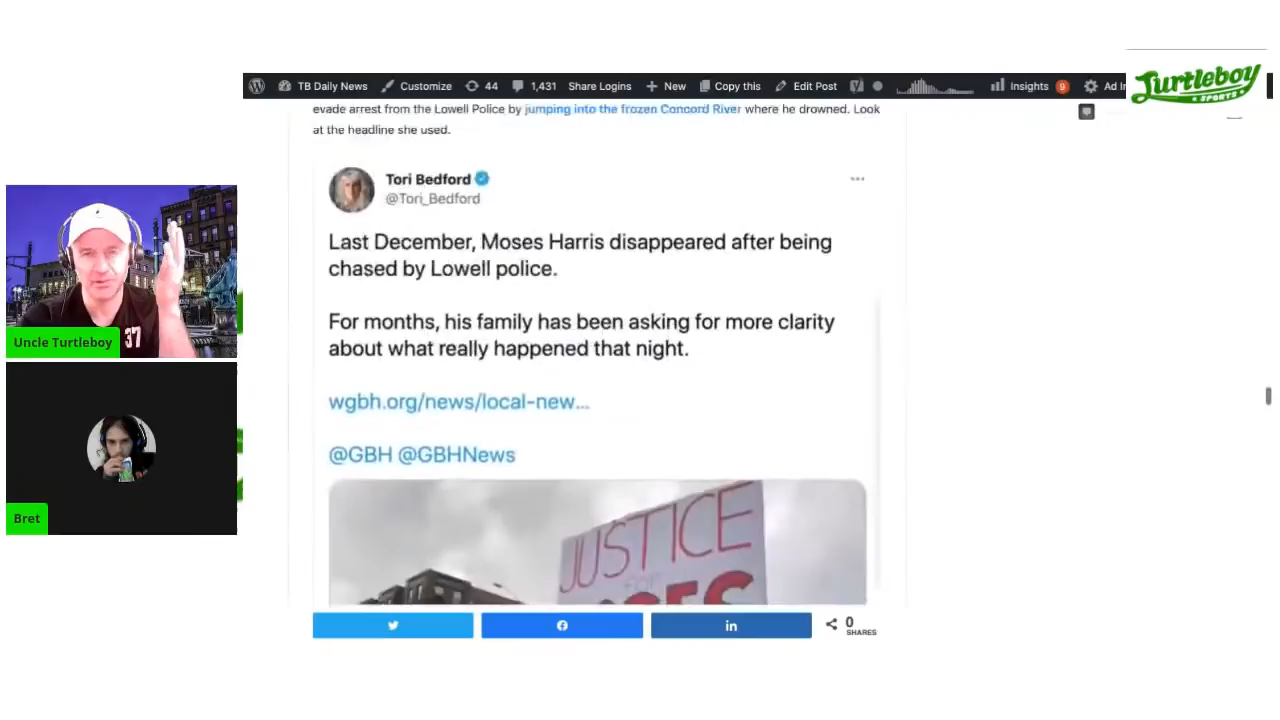 TB Daily News Customize 44 1,431 Share Logins New Copy this Edit Post Insights 9
Turtleboy
SPORTS
evade arrest from the Lowell Police by jumping into the frozen Concord River where he drowned. Look
at the headline she used.
Tori Bedford
@Tori_Bedford
Last December, Moses Harris disappeared after being
chased by Lowell police.
For months, his family has been asking for more clarity
about what really happened that night.
wgbh.org/news/local-new...
@GBH @GBHNews
JUSTICE
37
Uncle Turtleboy
Bret
in
0
SHARES